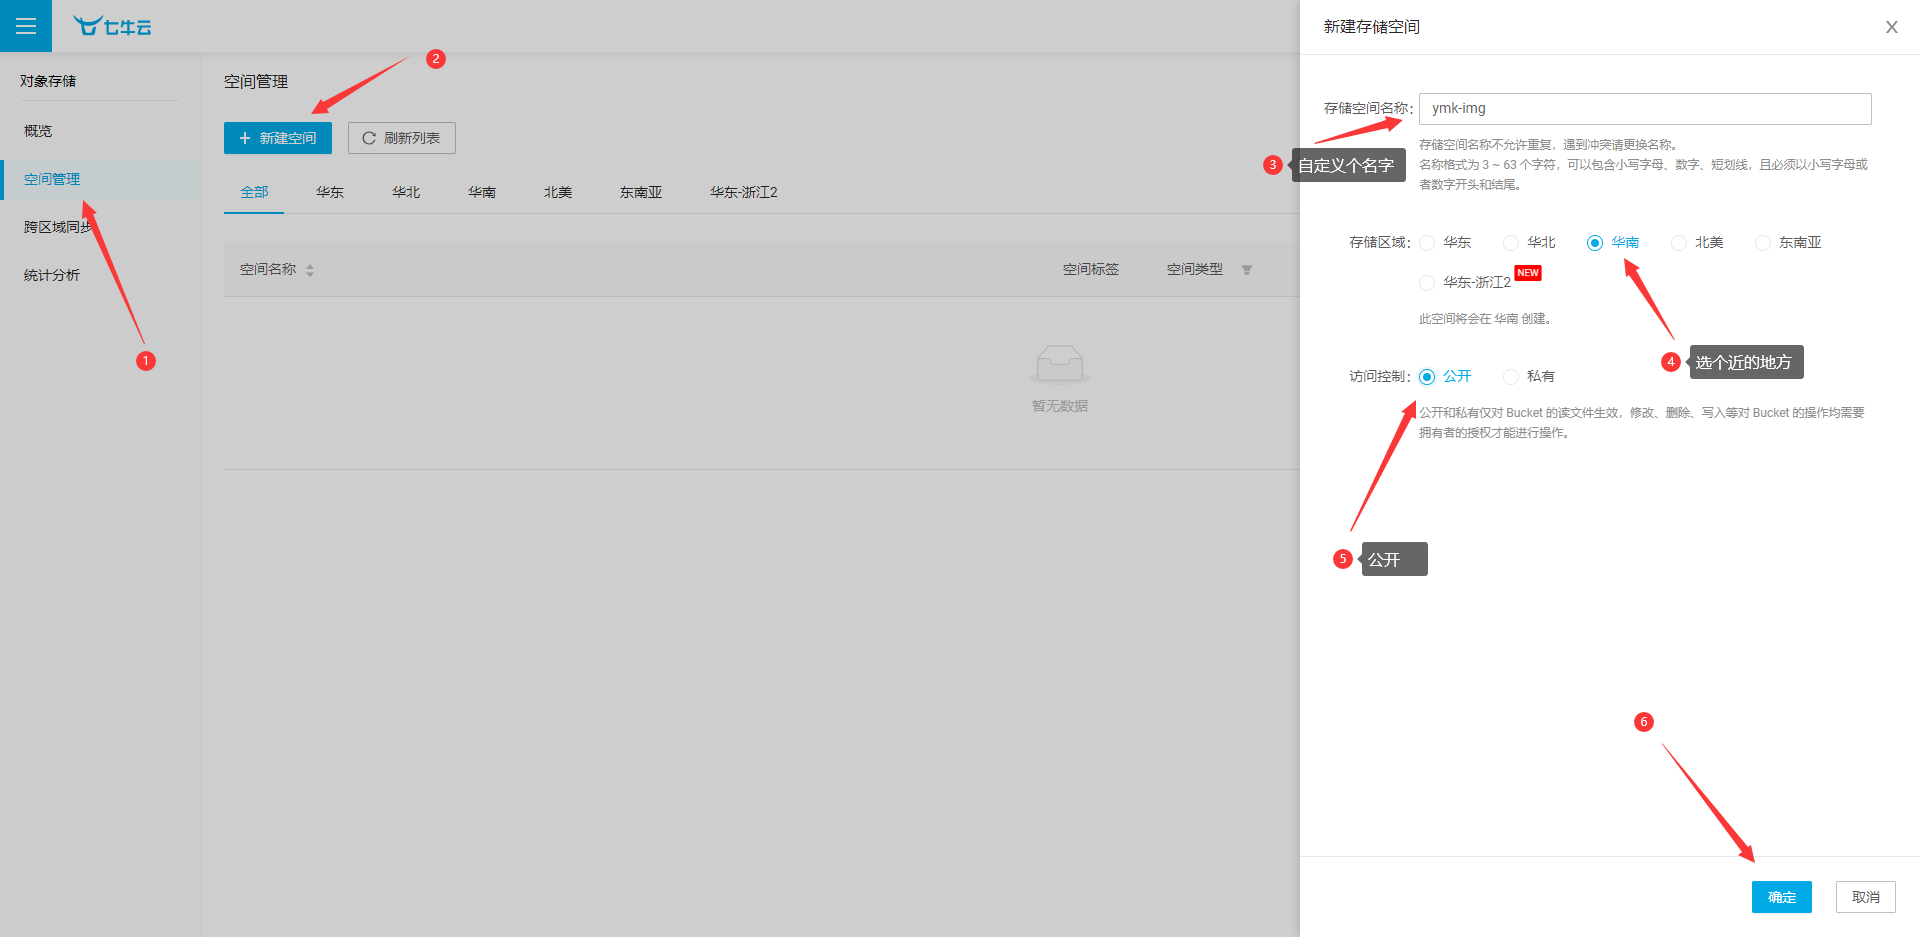 七牛云
对象存储
概览
空间管理
跨区域同步
统计分析
1
2
空间管理
新建空间
刷新列表
全部 华东 华北 华南 北美 东南亚 华东-浙江2
空间名称 空间标签 空间类型
暂无数据
新建存储空间
X
存储空间名称: ymk-img
3 自定义个名字
存储空间名称不允许重复，遇到冲突请更换名称。
名称格式为 3 ~ 63 个字符，可以包含小写字母、数字、短划线，且必须以小写字母或
者数字开头和结尾。
存储区域: 华东 华北 华南 北美 东南亚
华东-浙江2 NEW
此空间将会在 华南 创建。
4 选个近的地方
访问控制: 公开 私有
公开和私有仅对 Bucket 的读文件生效，修改、删除、写入等对 Bucket 的操作均需要
拥有者的授权才能进行操作。
5 公开
6
确定 取消